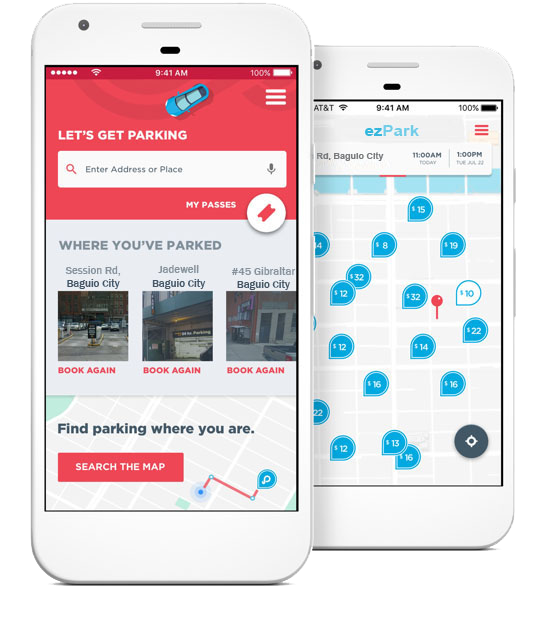 9:41 AM
100%
LET'S GET PARKING
Enter Address or Place
MY PASSES
WHERE YOU'VE PARKED
Session Rd,
Baguio City
Jadewell
Baguio City
#45 Gibraltar
Baguio City
Parking
BOOK AGAIN
BOOK AGAIN
BOOK AGAIN
Find parking where you are.
SEARCH THE MAP
AT&T
9:41 AM
100%
ezPark
Rd, Baguio City
11:00AM
TODAY
1:00PM
TUE JUL 22
$15
14
$8
$19
$32
$12
$32
$10
$22
$12
$14
$16
$16
22
$13
$12
$16